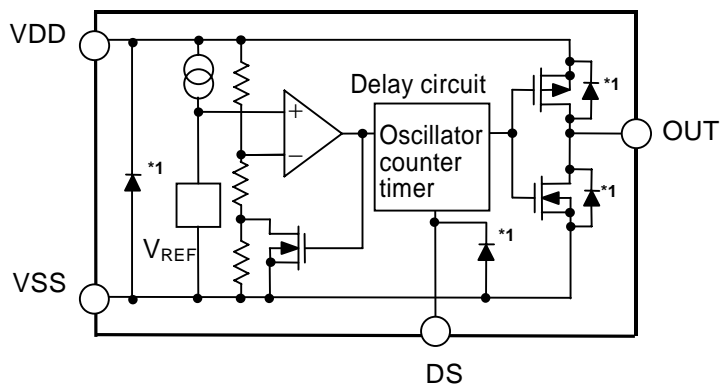 VDD
*1
Delay circuit
*1
OUT
+
−
Oscillator
counter
timer
*1
*1
VREF
VSS
*1
DS